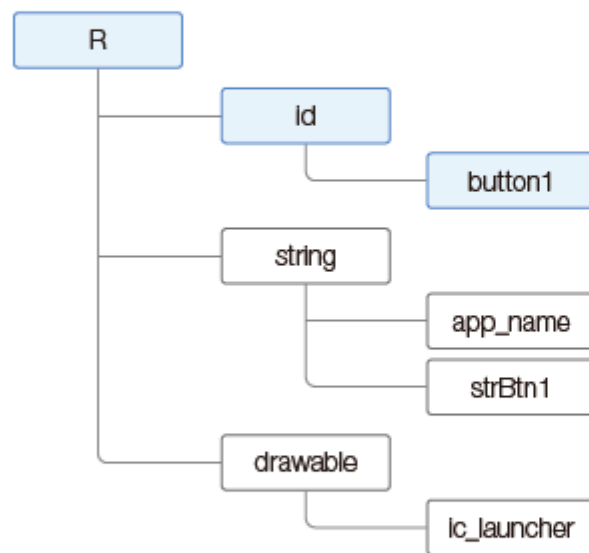 R
id
button1
string
app_name
strBtn1
drawable
ic_launcher